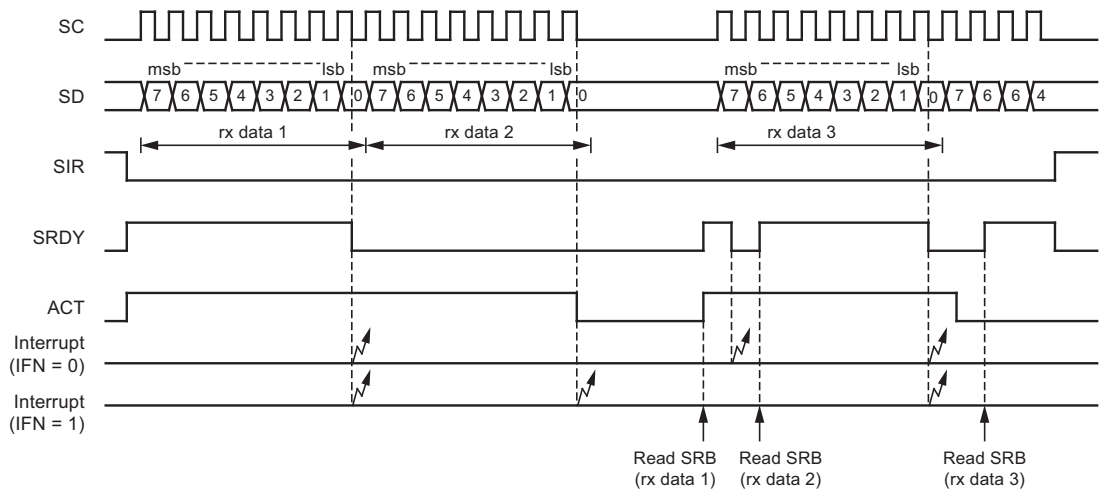 SC
msb lsb msb lsb msb lsb
SD 7 6 5 4 3 2 1 0 7 6 5 4 3 2 1 0 7 6 5 4 3 2 1 0 7 6 6 4
rx data 1 rx data 2 rx data 3
SIR
SRDY
ACT
Interrupt
(IFN = 0)
Interrupt
(IFN = 1)
Read SRB Read SRB Read SRB
(rx data 1) (rx data 2) (rx data 3)